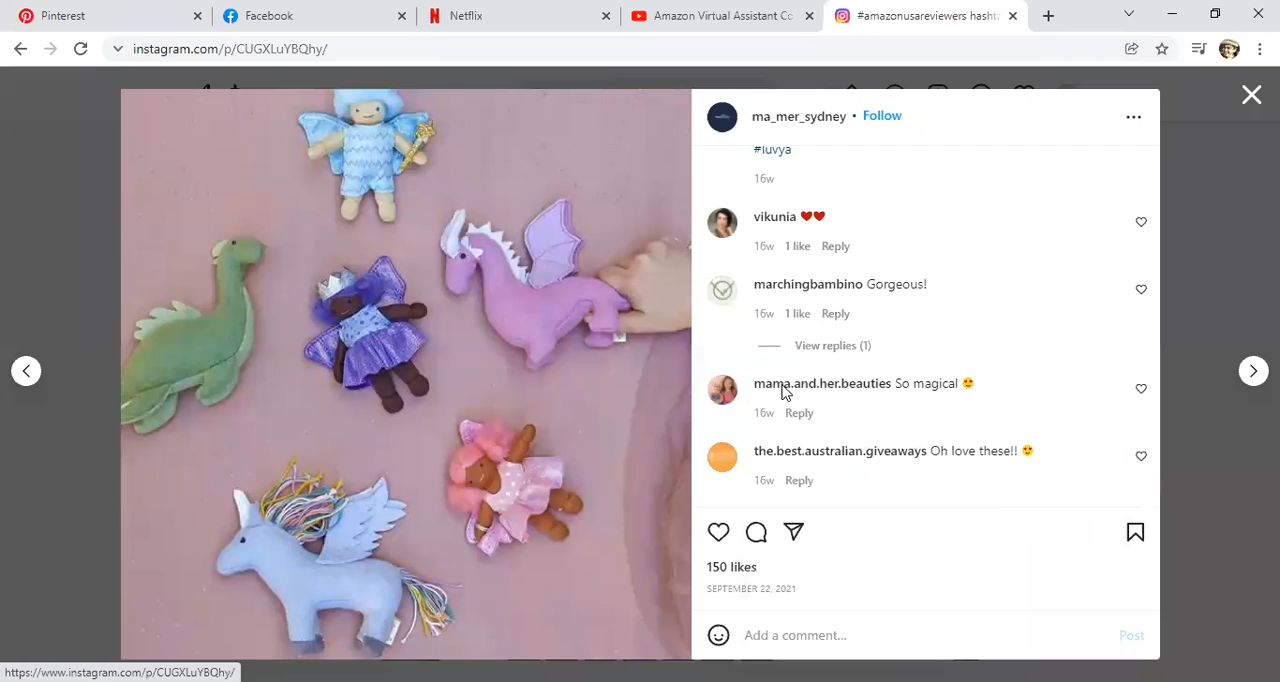 Pinterest
Facebook
Netflix
Amazon Virtual Assistant Co
#amazonusareviewers hasht
instagram.com/p/CUGXLuYBQhy/
ma_mer_sydney • Follow
#luvya
16w
vikunia ❤❤
16w 1 like Reply
marchingbambino Gorgeous!
16w 1 like Reply
View replies (1)
mama.and.her.beauties So magical 😍
16w Reply
the.best.australian.giveaways Oh love these!! 😍
16w Reply
150 likes
SEPTEMBER 22, 2021
Add a comment...
Post
https://www.instagram.com/p/CUGXLuYBQhy/